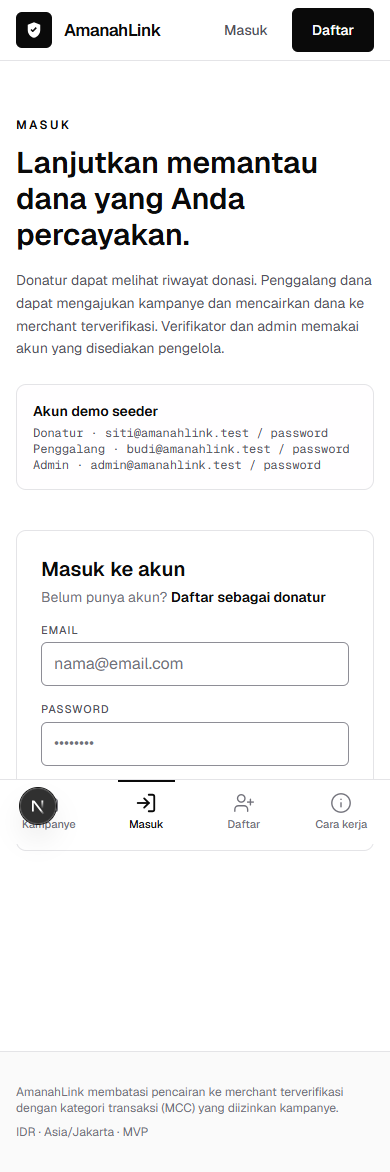 AmanahLink
Masuk
Daftar
MASUK
Lanjutkan memantau
dana yang Anda
percayakan.
Donatur dapat melihat riwayat donasi. Penggalang dana
dapat mengajukan kampanye dan mencairkan dana ke
merchant terverifikasi. Verifikator dan admin memakai
akun yang disediakan pengelola.
Akun demo seeder
Donatur · siti@amanahlink.test / password
Penggalang · budi@amanahlink.test / password
Admin · admin@amanahlink.test / password
Masuk ke akun
Belum punya akun? Daftar sebagai donatur
EMAIL
nama@email.com
PASSWORD
••••••••
N
Kampanye
Masuk
Daftar
Cara kerja
AmanahLink membatasi pencairan ke merchant terverifikasi
dengan kategori transaksi (MCC) yang diizinkan kampanye.
IDR · Asia/Jakarta · MVP